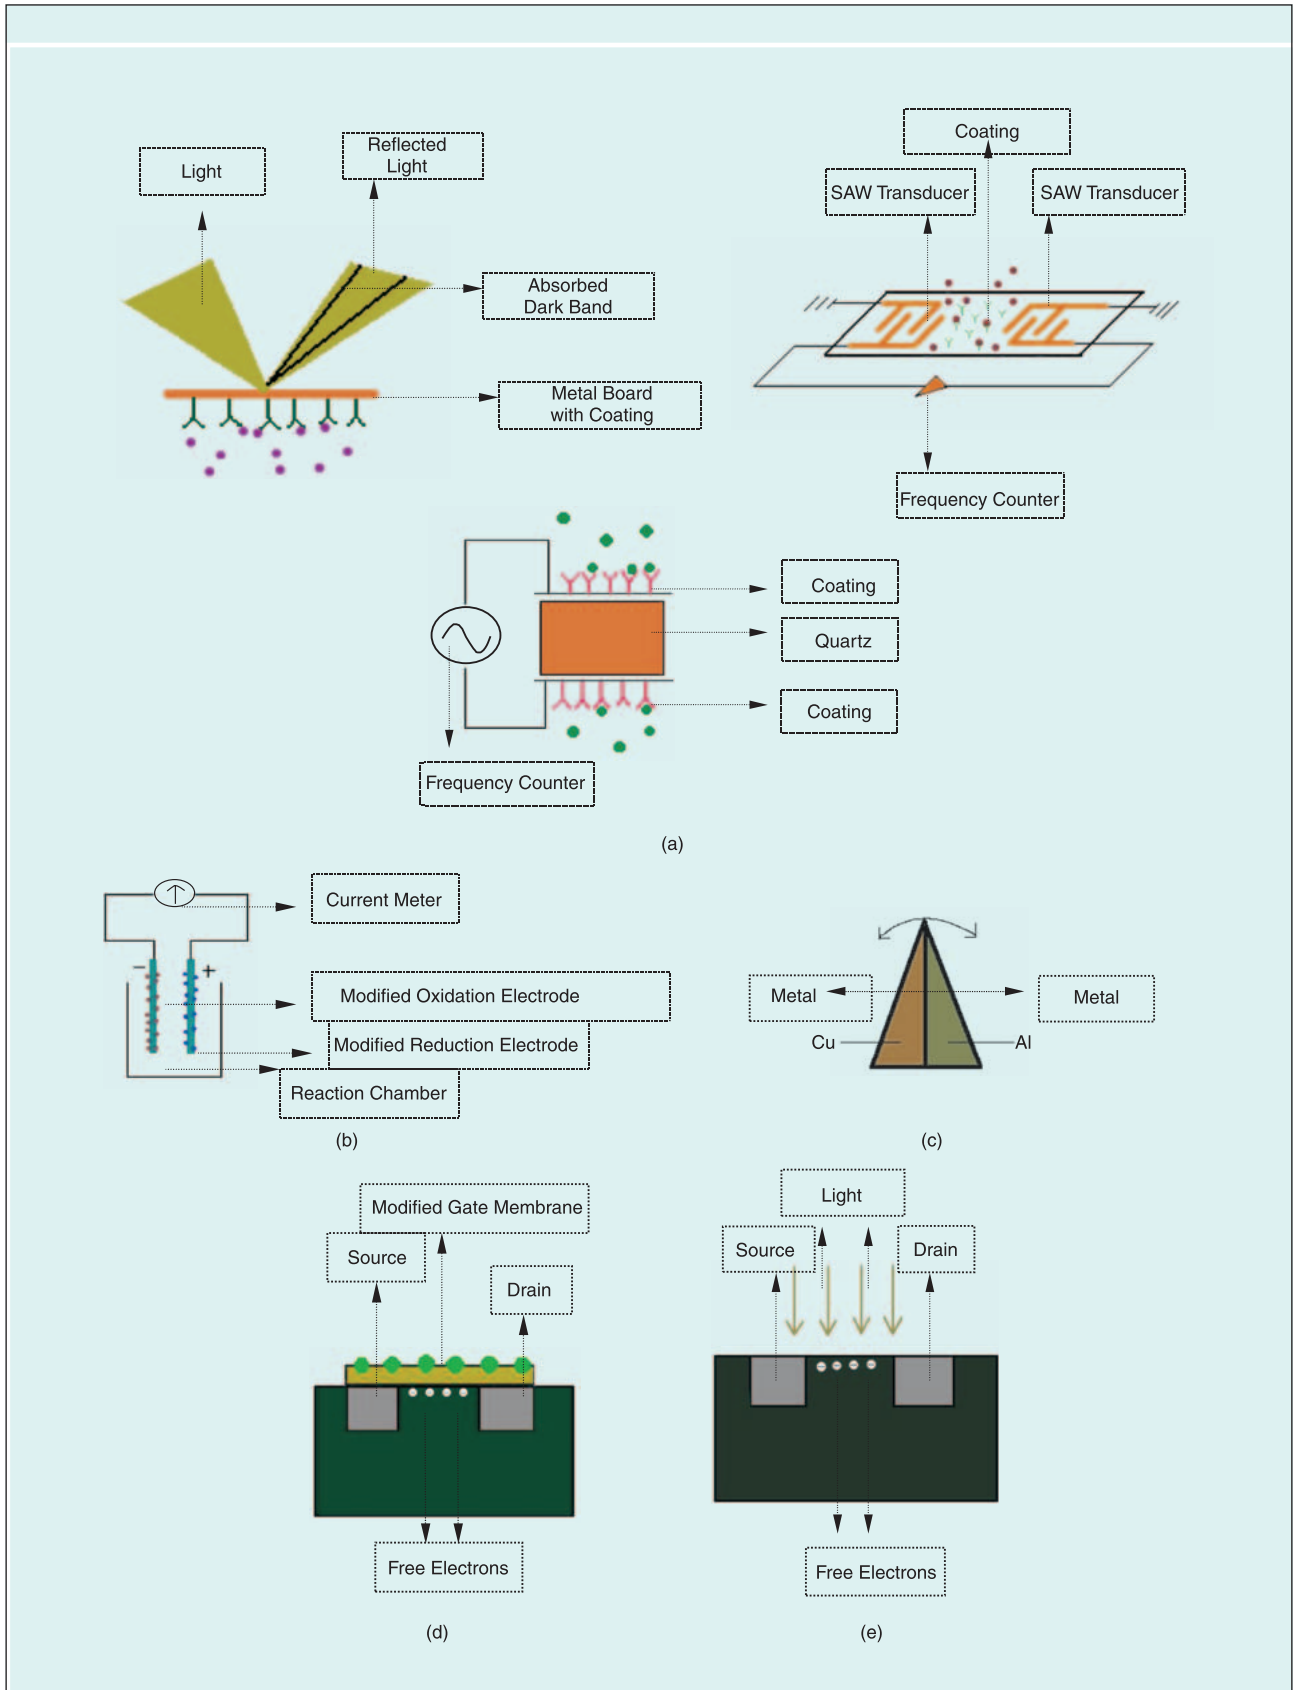 Light
Reflected
Light
Absorbed
Dark Band
Metal Board
with Coating
Coating
SAW Transducer
SAW Transducer
Frequency Counter
Coating
Quartz
Coating
Frequency Counter
(a)
Current Meter
− +
Modified Oxidation Electrode
Modified Reduction Electrode
Reaction Chamber
(b)
Metal
Metal
Cu
Al
(c)
Modified Gate Membrane
Source
Drain
Free Electrons
(d)
Light
Source
Drain
Free Electrons
(e)